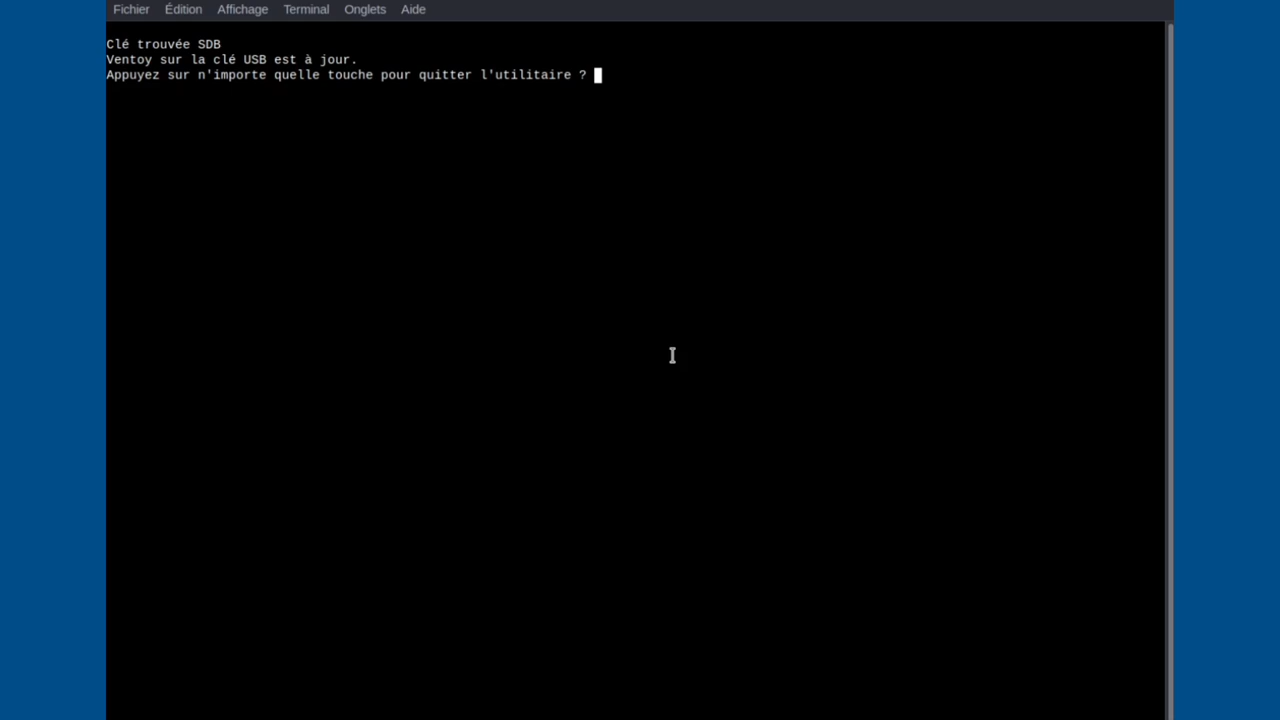 Fichier Édition Affichage Terminal Onglets Aide
Clé trouvée SDB
Ventoy sur la clé USB est à jour.
Appuyez sur n'importe quelle touche pour quitter l'utilitaire ?